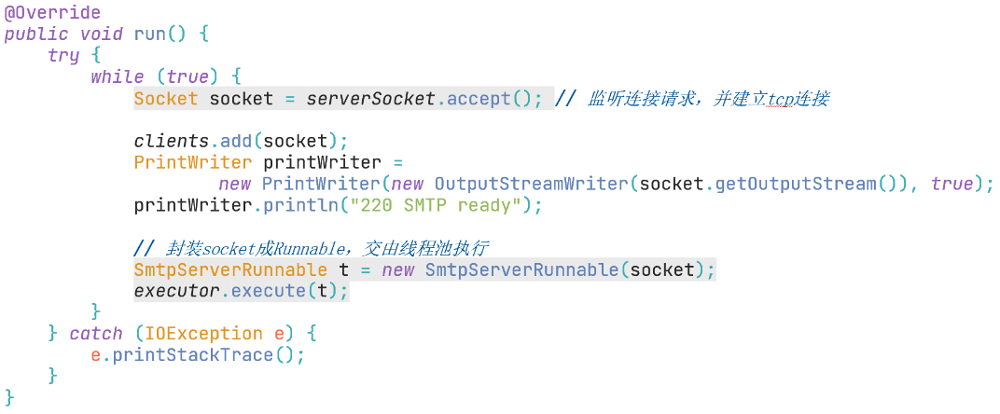 @Override
public void run() {
    try {
        while (true) {
            Socket socket = serverSocket.accept(); // 监听连接请求，并建立tcp连接
            clients.add(socket);
            PrintWriter printWriter =
                    new PrintWriter(new OutputStreamWriter(socket.getOutputStream()), true);
            printWriter.println("220 SMTP ready");
            // 封装socket成Runnable，交由线程池执行
            SmtpServerRunnable t = new SmtpServerRunnable(socket);
            executor.execute(t);
        }
    } catch (IOException e) {
        e.printStackTrace();
    }
}